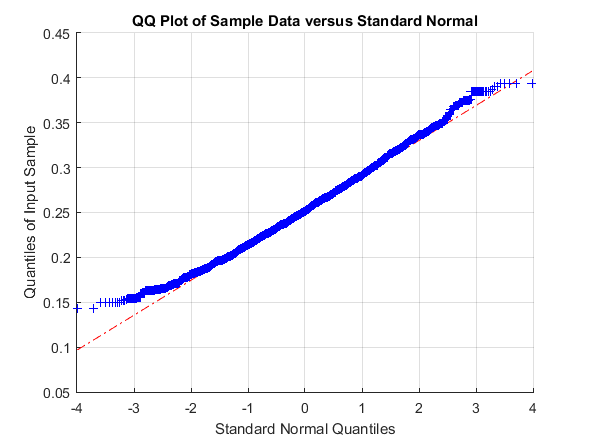 QQ Plot of Sample Data versus Standard Normal
0.45
0.4
0.35
0.3
0.25
0.2
0.15
0.1
0.05
Quantiles of Input Sample
-4 -3 -2 -1 0 1 2 3 4
Standard Normal Quantiles